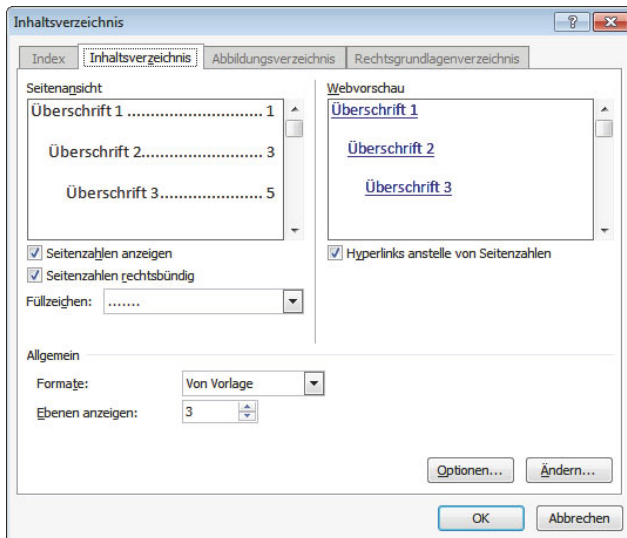 Inhaltsverzeichnis
Index Inhaltsverzeichnis Abbildungsverzeichnis Rechtsgrundlagenverzeichnis
Seitenansicht
Überschrift 1 ............................. 1
Überschrift 2....................... 3
Überschrift 3.................... 5
Webvorschau
Überschrift 1
Überschrift 2
Überschrift 3
Seitenzahlen anzeigen
Seitenzahlen rechtsbündig
Füllzeichen: .......
Hyperlinks anstelle von Seitenzahlen
Allgemein
Formate: Von Vorlage
Ebenen anzeigen: 3
Optionen... Ändern...
OK Abbrechen